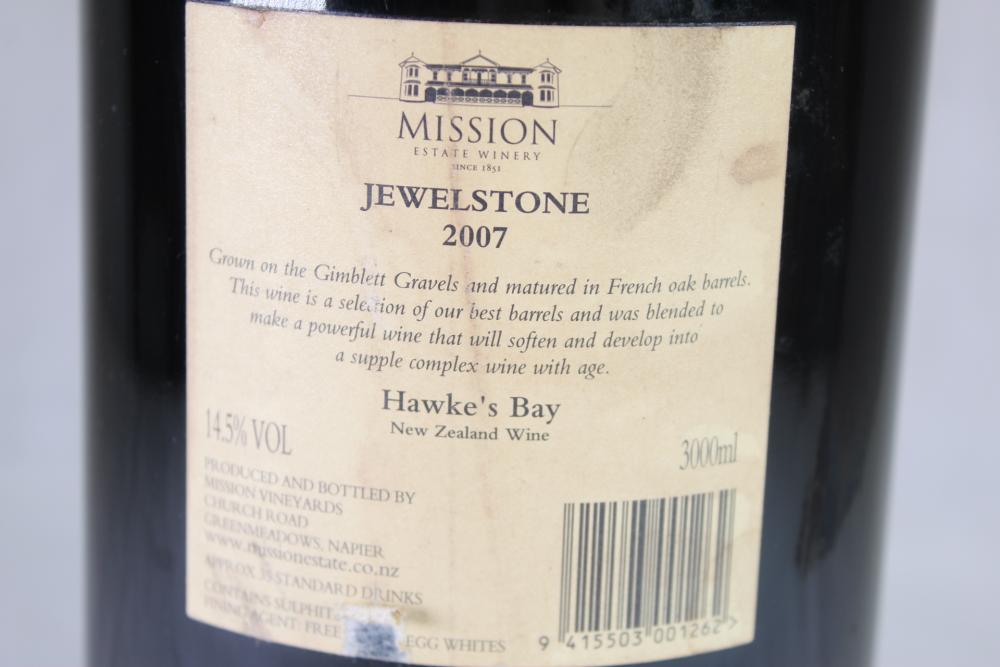 MISSION
ESTATE WINERY
SINCE 1851
JEWELSTONE
2007
Grown on the Gimblett Gravels and matured in French oak barrels.
This wine is a selection of our best barrels and was blended to
make a powerful wine that will soften and develop into
a supple complex wine with age.
Hawke's Bay
New Zealand Wine
14.5% VOL
3000ml
PRODUCED AND BOTTLED BY
MISSION VINEYARDS
CHURCH ROAD
GREENMEADOWS, NAPIER
www.missionestate.co.nz
APPROX 35 STANDARD DRINKS
CONTAINS
FINING AGENT: FREE EGG WHITES
9 415503 001262 >